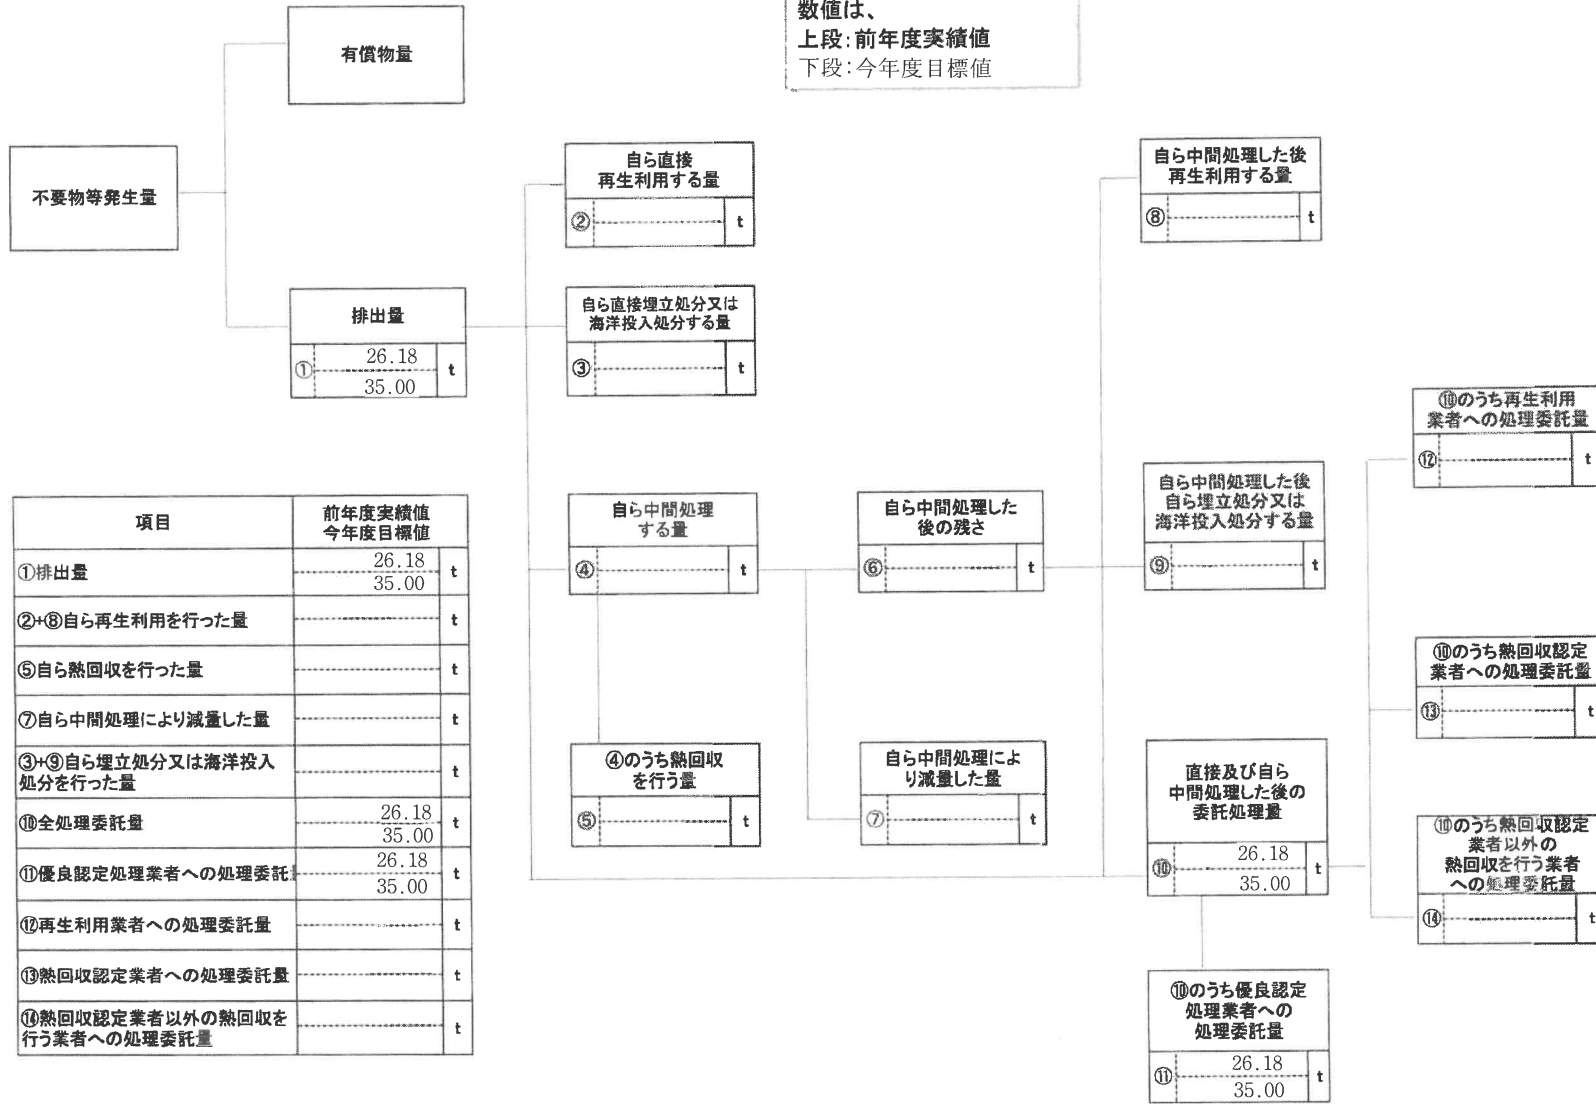 数値は、
上段:前年度実績値
下段:今年度目標値
有償物量
不要物等発生量
排出量
① 26.18 t
35.00
自ら直接
再生利用する量
② t
自ら直接埋立処分又は
海洋投入処分する量
③ t
自ら中間処理
する量
④ t
④のうち熱回収
を行う量
⑤ t
自ら中間処理した
後の残さ
⑥ t
自ら中間処理によ
り減量した量
⑦ t
自ら中間処理した後
再生利用する量
⑧ t
自ら中間処理した後
自ら埋立処分又は
海洋投入処分する量
⑨ t
直接及び自ら
中間処理した後の
委託処理量
⑩ 26.18 t
35.00
⑩のうち優良認定
処理業者への
処理委託量
⑪ 26.18 t
35.00
⑩のうち再生利用
業者への処理委託量
⑫ t
⑩のうち熱回収認定
業者への処理委託量
⑬ t
⑩のうち熱回収認定
業者以外の
熱回収を行う業者
への処理委託量
⑭ t
項目 前年度実績値
今年度目標値
①排出量 26.18 t
35.00
②+⑧自ら再生利用を行った量 t
⑤自ら熱回収を行った量 t
⑦自ら中間処理により減量した量 t
③+⑨自ら埋立処分又は海洋投入
処分を行った量 t
⑩全処理委託量 26.18 t
35.00
⑪優良認定処理業者への処理委託 26.18 t
35.00
⑫再生利用業者への処理委託量 t
⑬熱回収認定業者への処理委託量 t
⑭熱回収認定業者以外の熱回収を
行う業者への処理委託量 t